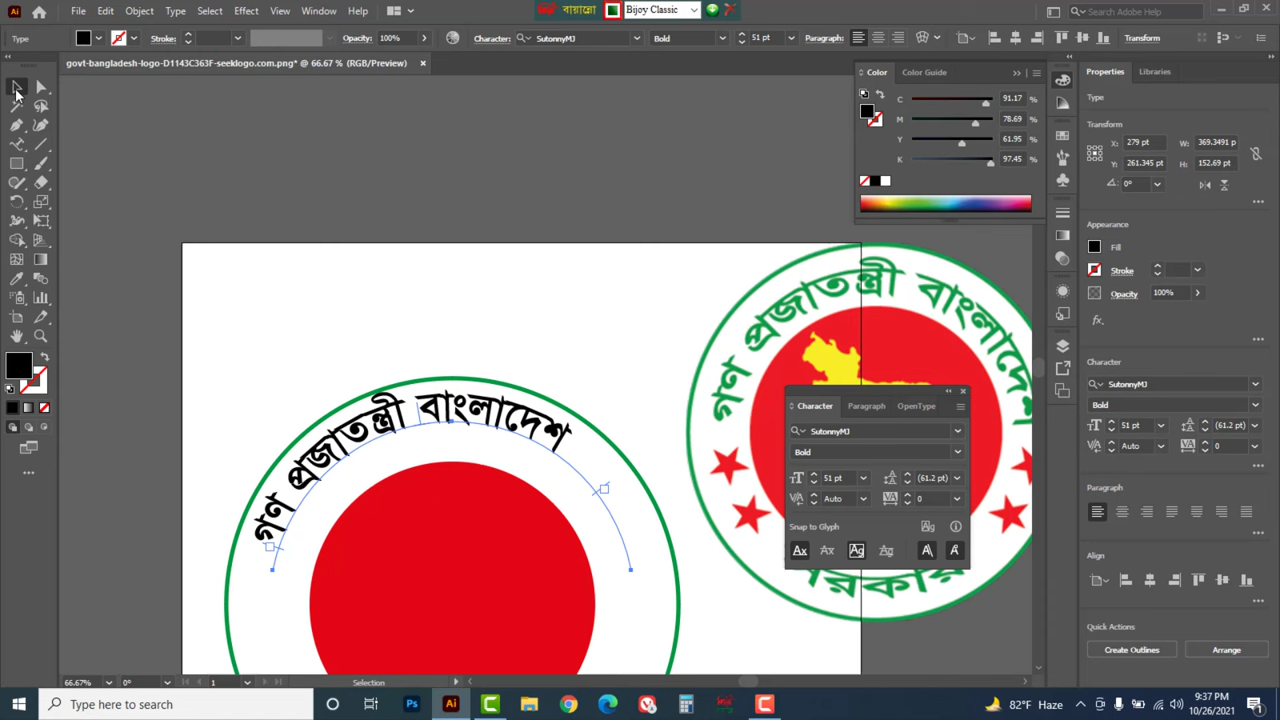 File Edit Object Type Select Effect View Window Help
বায়ান্নো Bijoy Classic
Search Adobe Help
Type Stroke: Opacity: 100% Character: SutonnyMJ Bold 51 pt Paragraph: Transform
govt-bangladesh-logo-D1143C363F-seeklogo.com.png* @ 66.67 % (RGB/Preview)
Color Color Guide
C 91.17 %
M 78.69 %
Y 61.95 %
K 97.45 %
Properties Libraries
Type
Transform
X: 279 pt W: 369.3491 p
Y: 261.345 pt H: 152.69 pt
0°
Appearance
Fill
Stroke
Opacity 100%
fx.
Character
SutonnyMJ
Bold
51 pt (61.2 pt)
Auto 0
Paragraph
Align
Quick Actions
Create Outlines Arrange
গণ প্রজাতন্ত্রী বাংলাদেশ
গণ প্রজাতন্ত্রী বাংলাদেশ
সরকার
Character Paragraph OpenType
SutonnyMJ
Bold
51 pt (61.2 pt)
Auto 0
Snap to Glyph
66.67% 0° 1 Selection
Type here to search
82°F Haze
9:37 PM
10/26/2021